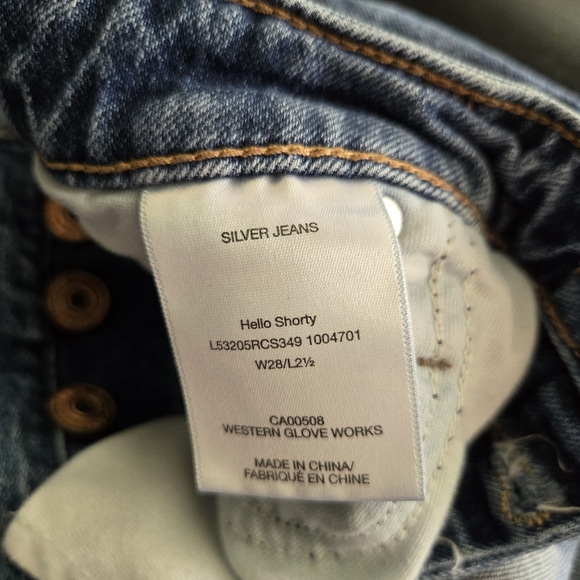 SILVER JEANS
Hello Shorty
L53205RCS349 1004701
W28/L2½
CA00508
WESTERN GLOVE WORKS
MADE IN CHINA/
FABRIQUÉ EN CHINE